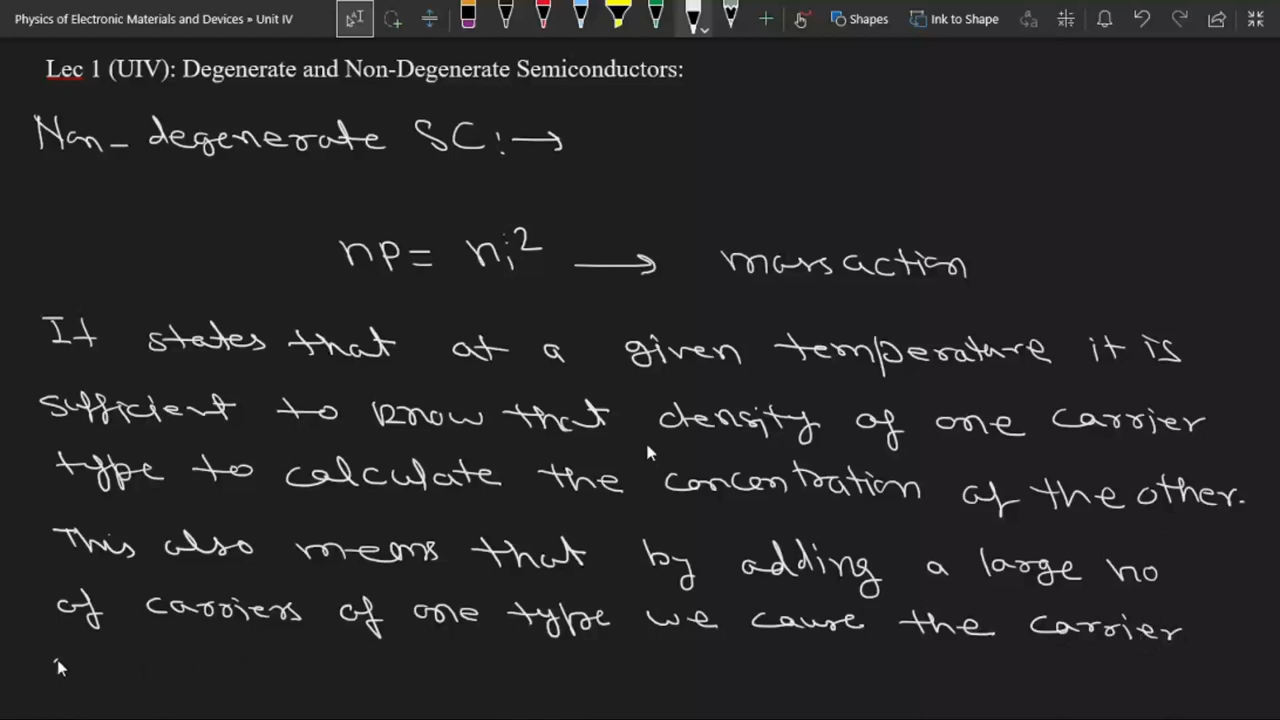 Physics of Electronic Materials and Devices » Unit IV
Shapes
Ink to Shape
Lec 1 (UIV): Degenerate and Non-Degenerate Semiconductors:
Non-degenerate SC:→
np = ni² → mass action
It states that at a given temperature it is
sufficient to know that density of one carrier
type to calculate the concentration of the other.
This also mems that by adding a large no
of carriers of one type we cause the carrier